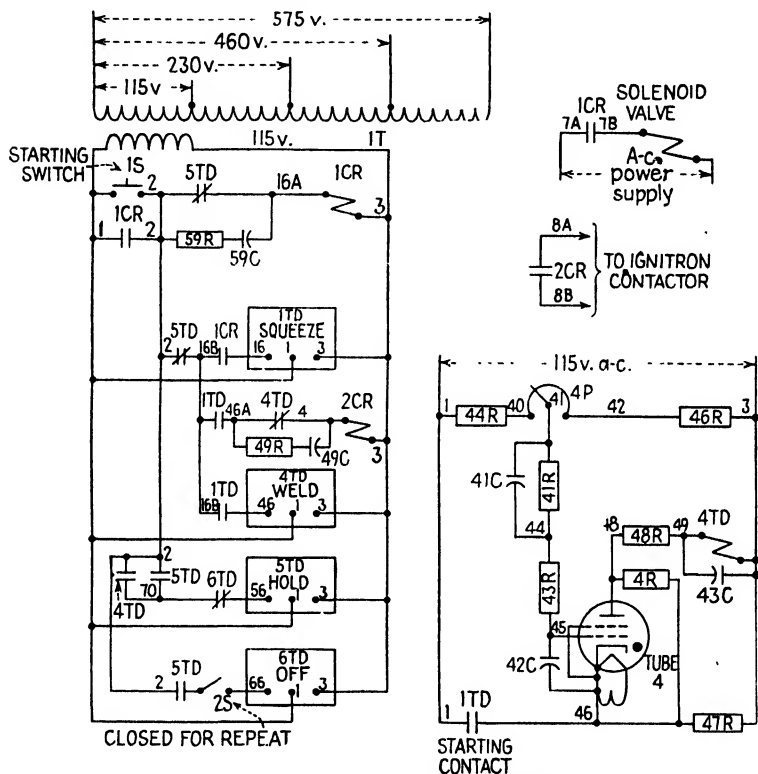 575 v.
460 v.
230 v.
115 v
115v. 1T
STARTING
SWITCH
1S
2 5TD 16A 1CR
3
1CR
1 2
59R
59C
5TD 1CR 1TD
SQUEEZE
2 16B 16 1 3
1TD 46A 4TD 4 2CR
49R
49C
3
1TD 4TD
WELD
16B 46 1 3
2
5TD 6TD 5TD
HOLD
70 56 1 3
4TD
5TD 6TD
OFF
2 66 1 3
2S
CLOSED FOR REPEAT
1CR SOLENOID
VALVE
7A 7B
A-c
power
supply
8A
2CR TO IGNITRON
CONTACTOR
8B
115v. a-c.
1 44R 40 41 4P 42 46R 3
41C 41R
44
48 48R 49 4TD
43R 4R 43C
45
42C TUBE
4
1TD
1 46 47R
STARTING
CONTACT